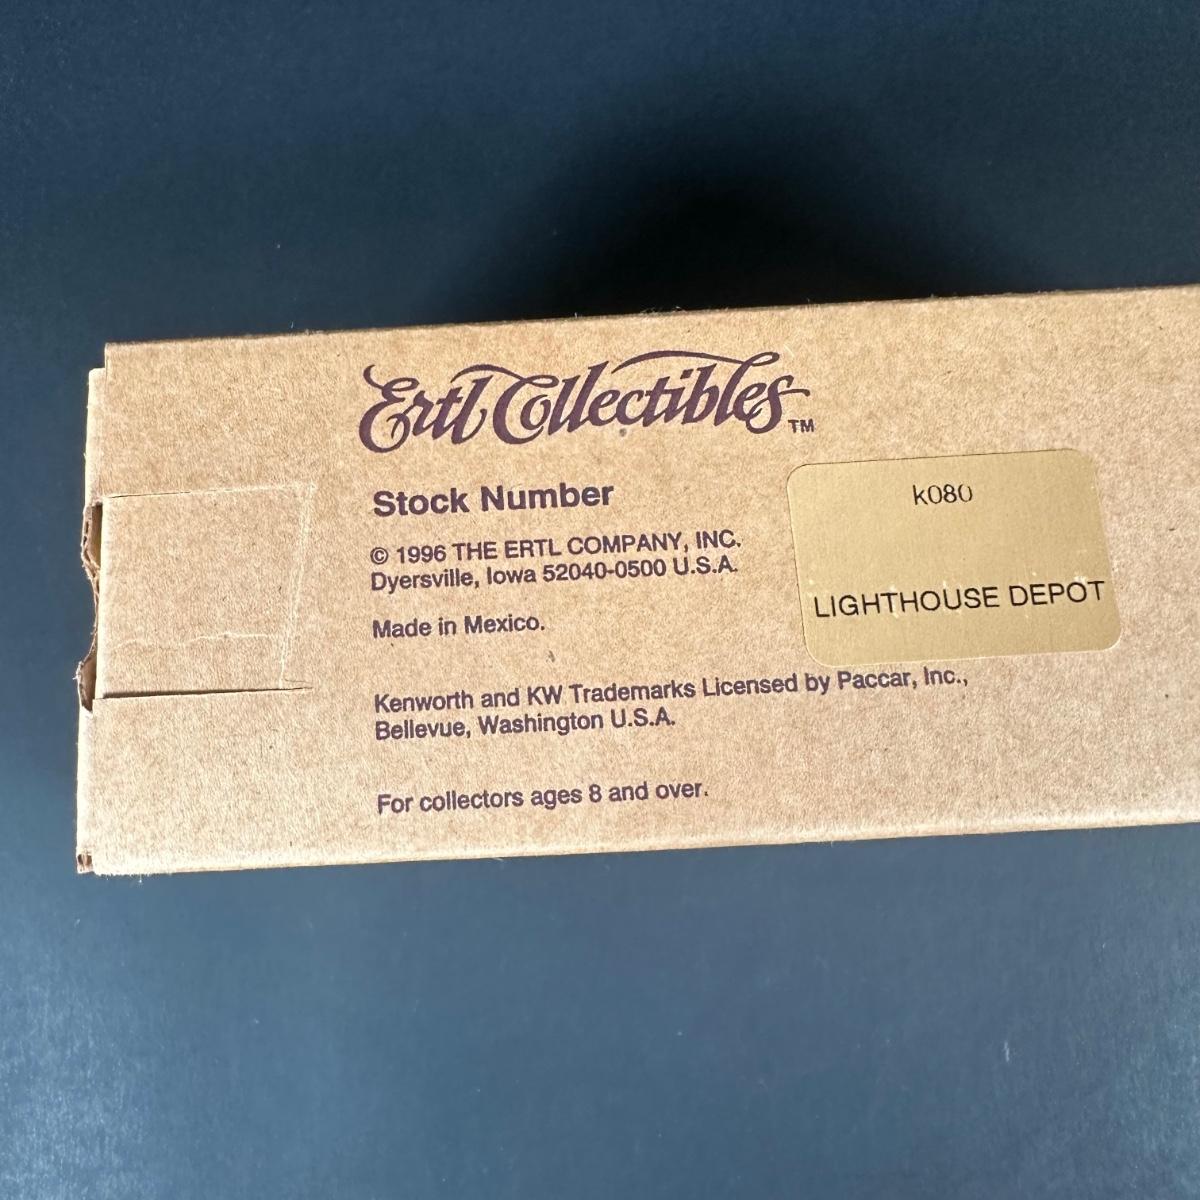 Ertl Collectibles™
Stock Number
© 1996 THE ERTL COMPANY, INC.
Dyersville, Iowa 52040-0500 U.S.A.
Made in Mexico.
Kenworth and KW Trademarks Licensed by Paccar, Inc.,
Bellevue, Washington U.S.A.
For collectors ages 8 and over.
k080
LIGHTHOUSE DEPOT